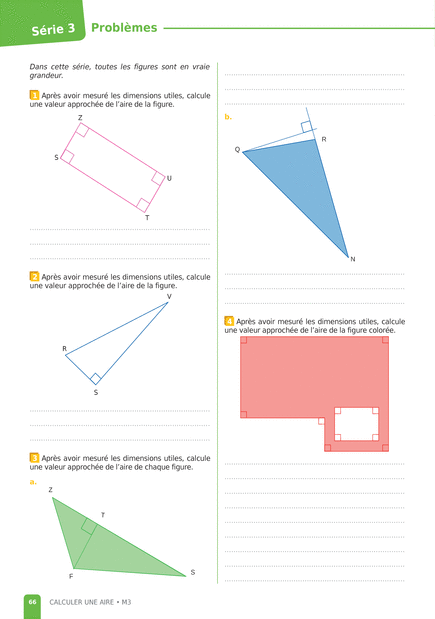 Série 3
Problèmes
Dans cette série, toutes les figures sont en vraie
grandeur.
1 Après avoir mesuré les dimensions utiles, calcule
une valeur approchée de l'aire de la figure.
Z
S
U
T
2 Après avoir mesuré les dimensions utiles, calcule
une valeur approchée de l'aire de la figure.
V
R
S
3 Après avoir mesuré les dimensions utiles, calcule
une valeur approchée de l'aire de chaque figure.
a.
Z
T
F
S
b.
Q
R
N
4 Après avoir mesuré les dimensions utiles, calcule
une valeur approchée de l'aire de la figure colorée.
66 CALCULER UNE AIRE • M3